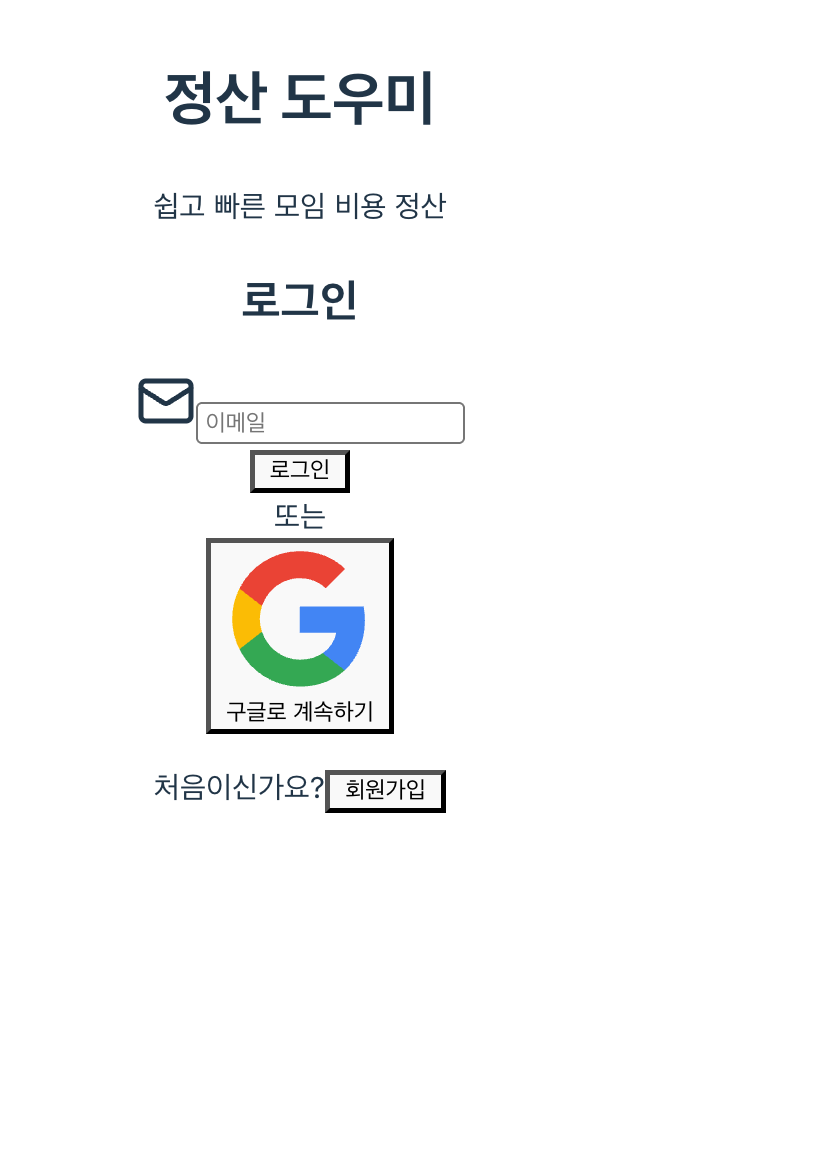 정산 도우미
쉽고 빠른 모임 비용 정산
로그인
이메일
로그인
또는
구글로 계속하기
처음이신가요? 회원가입